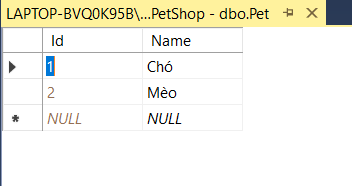 LAPTOP-BVQ0K95B\...PetShop - dbo.Pet
Id Name
1 Chó
2 Mèo
NULL NULL